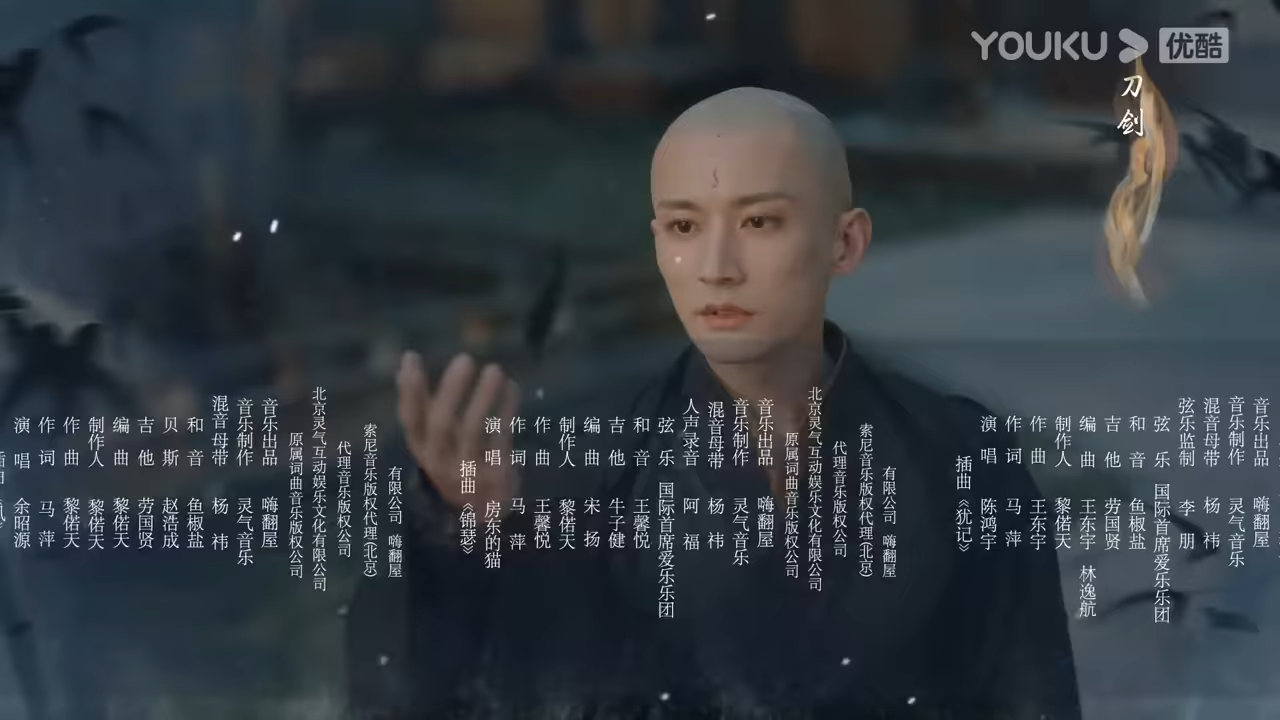 YOUKU 优酷
刀剑
演唱 余昭源
作词 马萍
作曲 黎偌天
制作人 黎偌天
编曲 黎偌天
吉他 劳国贤
贝斯 赵浩成
和音 鱼椒盐
混音母带 杨祎
音乐制作 灵气音乐
音乐出品 嗨翻屋
原属词曲音乐版权公司
北京灵气互动娱乐文化有限公司
代理音乐版权公司
索尼音乐版权代理(北京)
有限公司 嗨翻屋
插曲《锦瑟》
演唱 房东的猫
作词 马萍
作曲 王馨悦
制作人 黎偌天
编曲 宋扬
吉他 牛子健
和音 王馨悦
弦乐 国际首席爱乐乐团
人声录音 阿福
混音母带 杨祎
音乐制作 灵气音乐
音乐出品 嗨翻屋
原属词曲音乐版权公司
北京灵气互动娱乐文化有限公司
代理音乐版权公司
索尼音乐版权代理(北京)
有限公司 嗨翻屋
插曲《犹记》
演唱 陈鸿宇
作词 马萍
作曲 王东宇
制作人 黎偌天
编曲 王东宇 林逸航
吉他 劳国贤
和音 鱼椒盐
弦乐 国际首席爱乐乐团
弦乐监制 李朋
混音母带 杨祎
音乐制作 灵气音乐
音乐出品 嗨翻屋